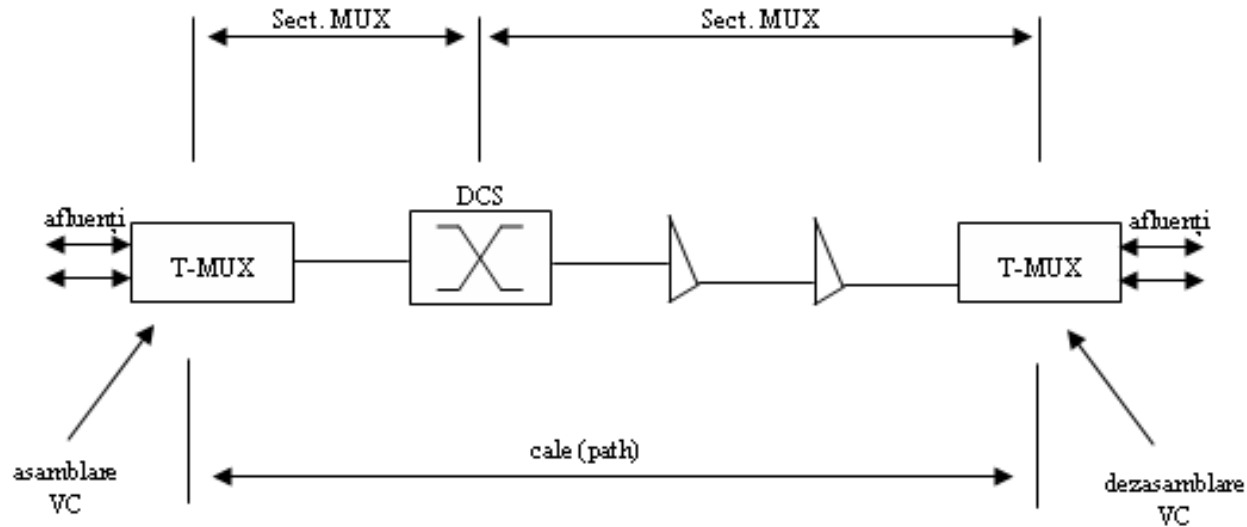 Sect. MUX
Sect. MUX
DCS
afluenți
afluenți
T-MUX
T-MUX
cale (path)
asamblare
VC
dezasamblare
VC